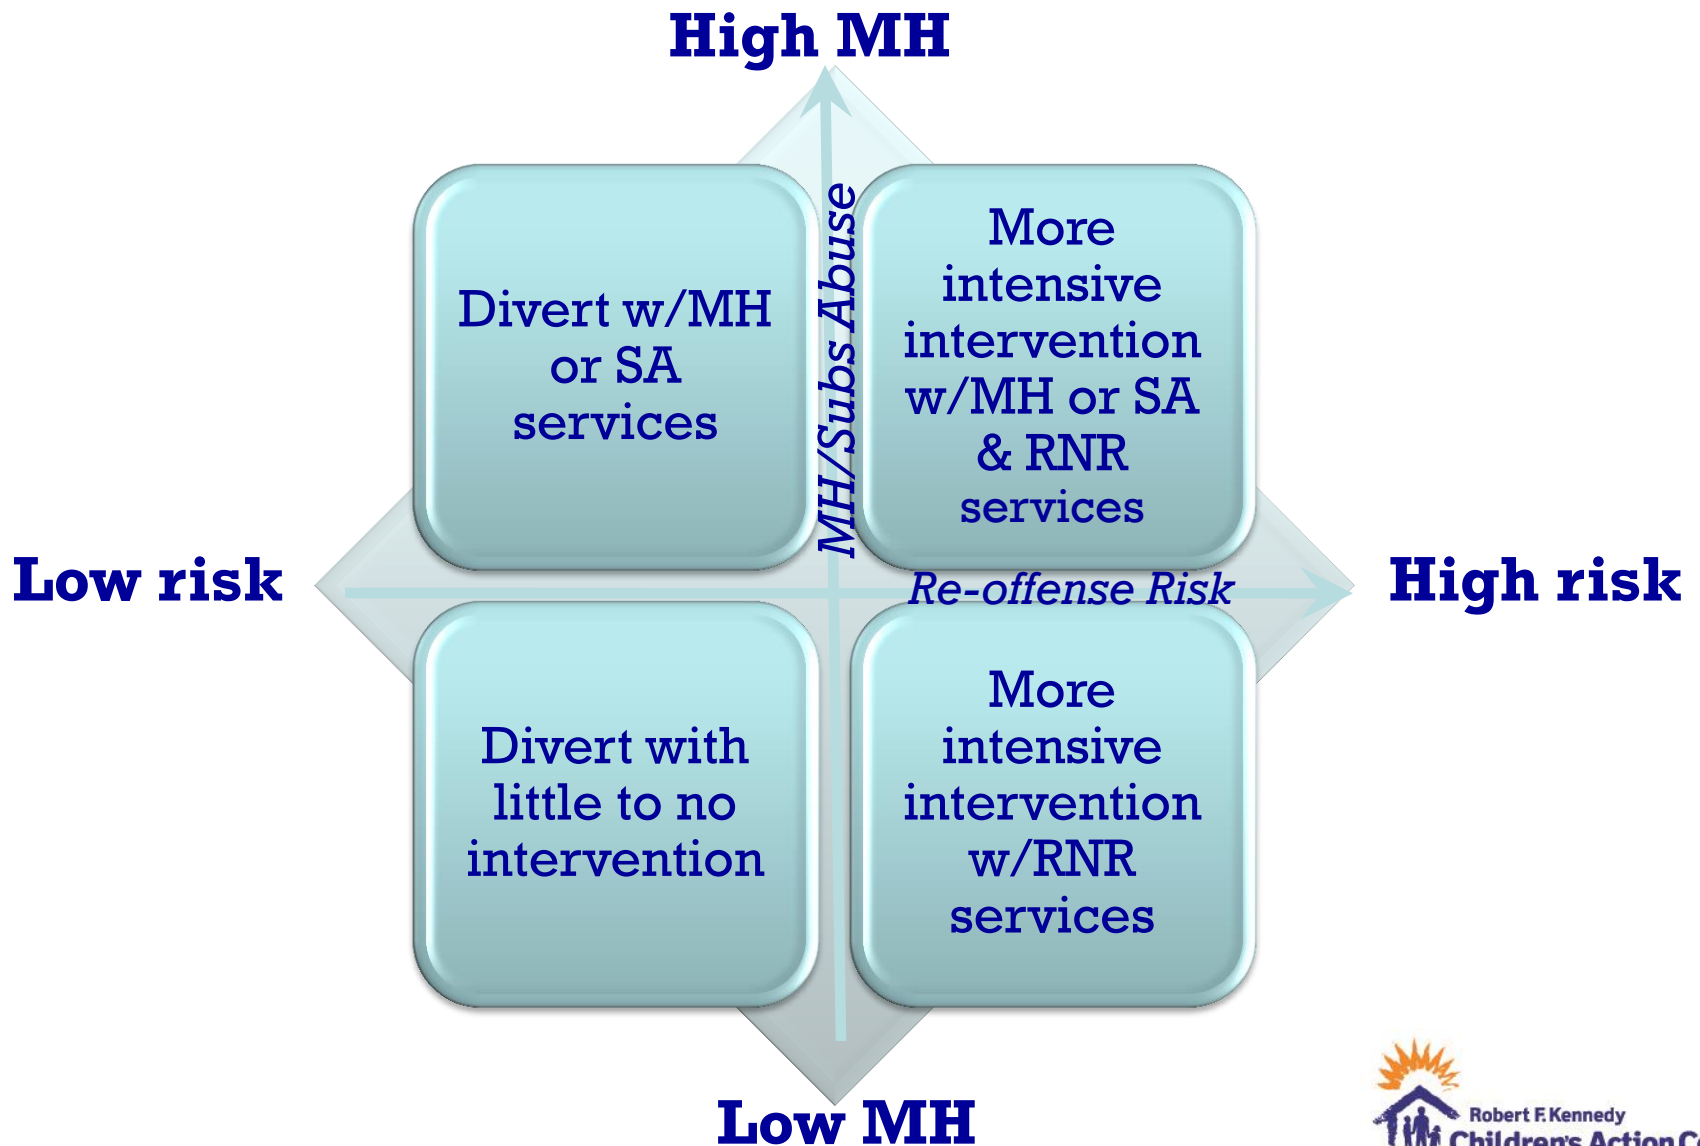 High MH
Divert w/MH
or SA
services
MH/Subs Abuse
More
intensive
intervention
w/MH or SA
& RNR
services
Low risk
Re-offense Risk
High risk
Divert with
little to no
intervention
More
intensive
intervention
w/RNR
services
Low MH
Robert F. Kennedy
Children's Action